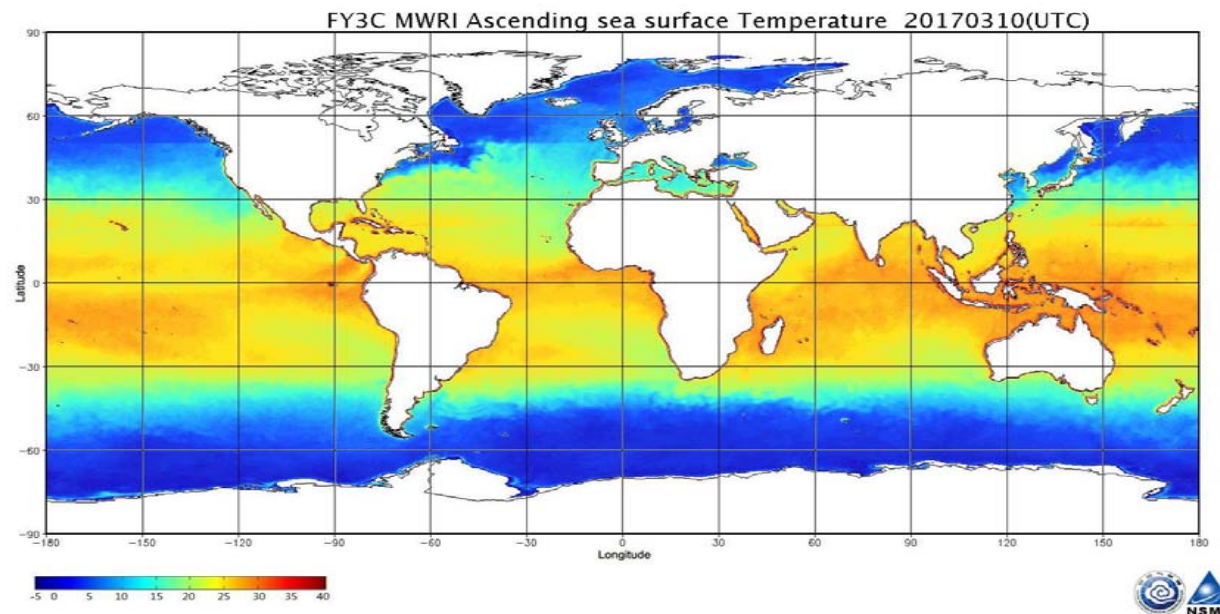 FY3C MWRI Ascending sea surface Temperature 20170310(UTC)
90
60
30
0
−30
−60
−90
Latitude
−180 −150 −120 −90 −60 −30 0 30 60 90 120 150 180
Longitude
-5 0 5 10 15 20 25 30 35 40
NSM